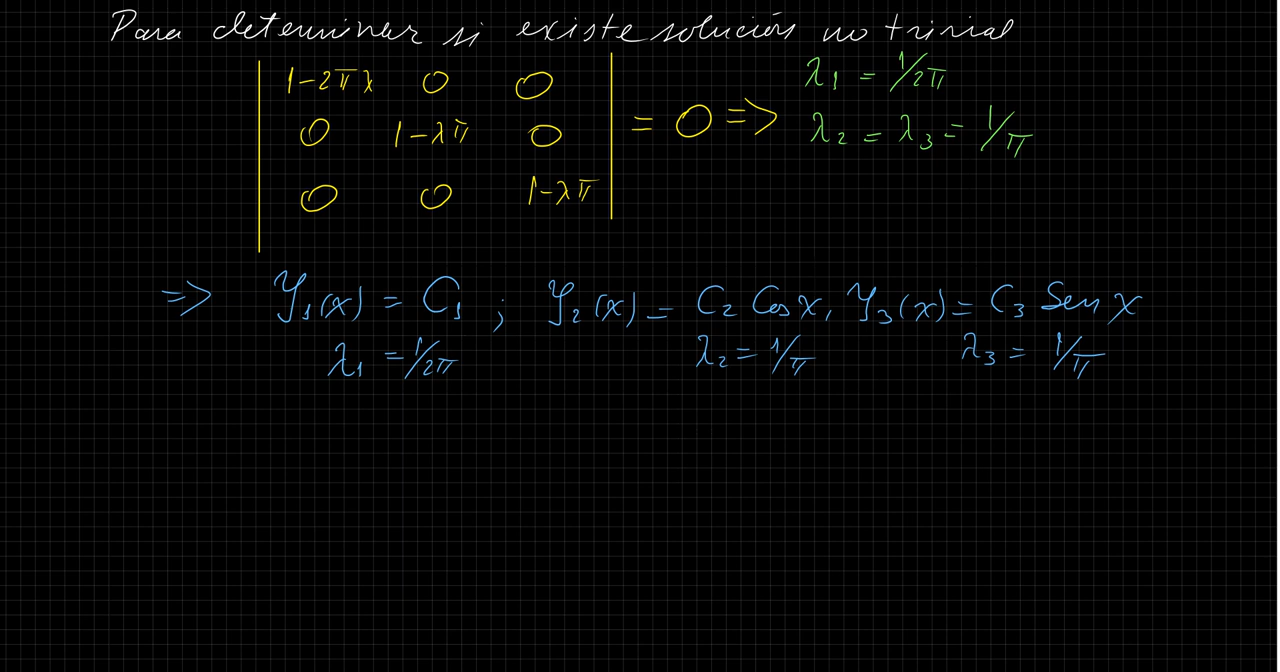 Para determinar si existe solución no trivial
| 1-2πλ 0 0 |
| 0 1-λπ 0 | = 0 =>
| 0 0 1-λπ |
λ1 = 1/2π
λ2 = λ3 = 1/π
=> Y1(x) = C1 ; Y2(x) = C2 Cos x, Y3(x) = C3 Sen x
λ1 = 1/2π λ2 = 1/π λ3 = 1/π